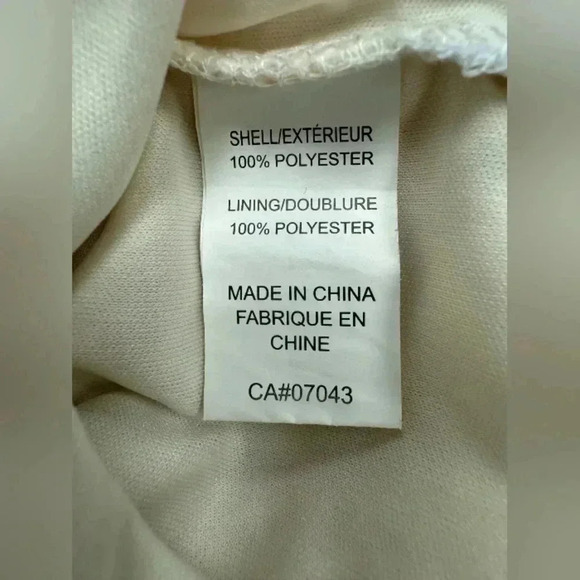 SHELL/EXTÉRIEUR
100% POLYESTER
LINING/DOUBLURE
100% POLYESTER
MADE IN CHINA
FABRIQUE EN
CHINE
CA#07043